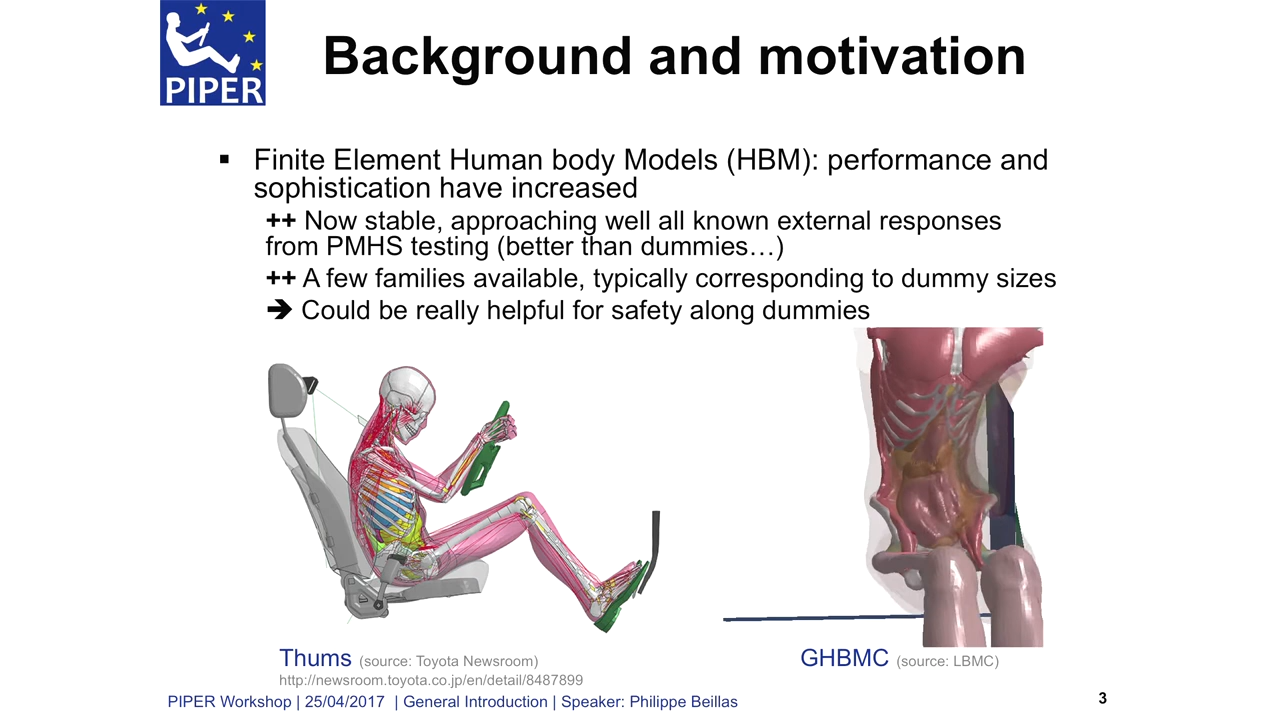 PIPER
Background and motivation
▪ Finite Element Human body Models (HBM): performance and
sophistication have increased
++ Now stable, approaching well all known external responses
from PMHS testing (better than dummies…)
++ A few families available, typically corresponding to dummy sizes
➔ Could be really helpful for safety along dummies
Thums (source: Toyota Newsroom)
http://newsroom.toyota.co.jp/en/detail/8487899
GHBMC (source: LBMC)
PIPER Workshop | 25/04/2017 | General Introduction | Speaker: Philippe Beillas
3